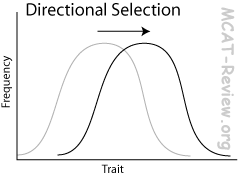 Directional Selection
Frequency
Trait
MCAT-Review.org